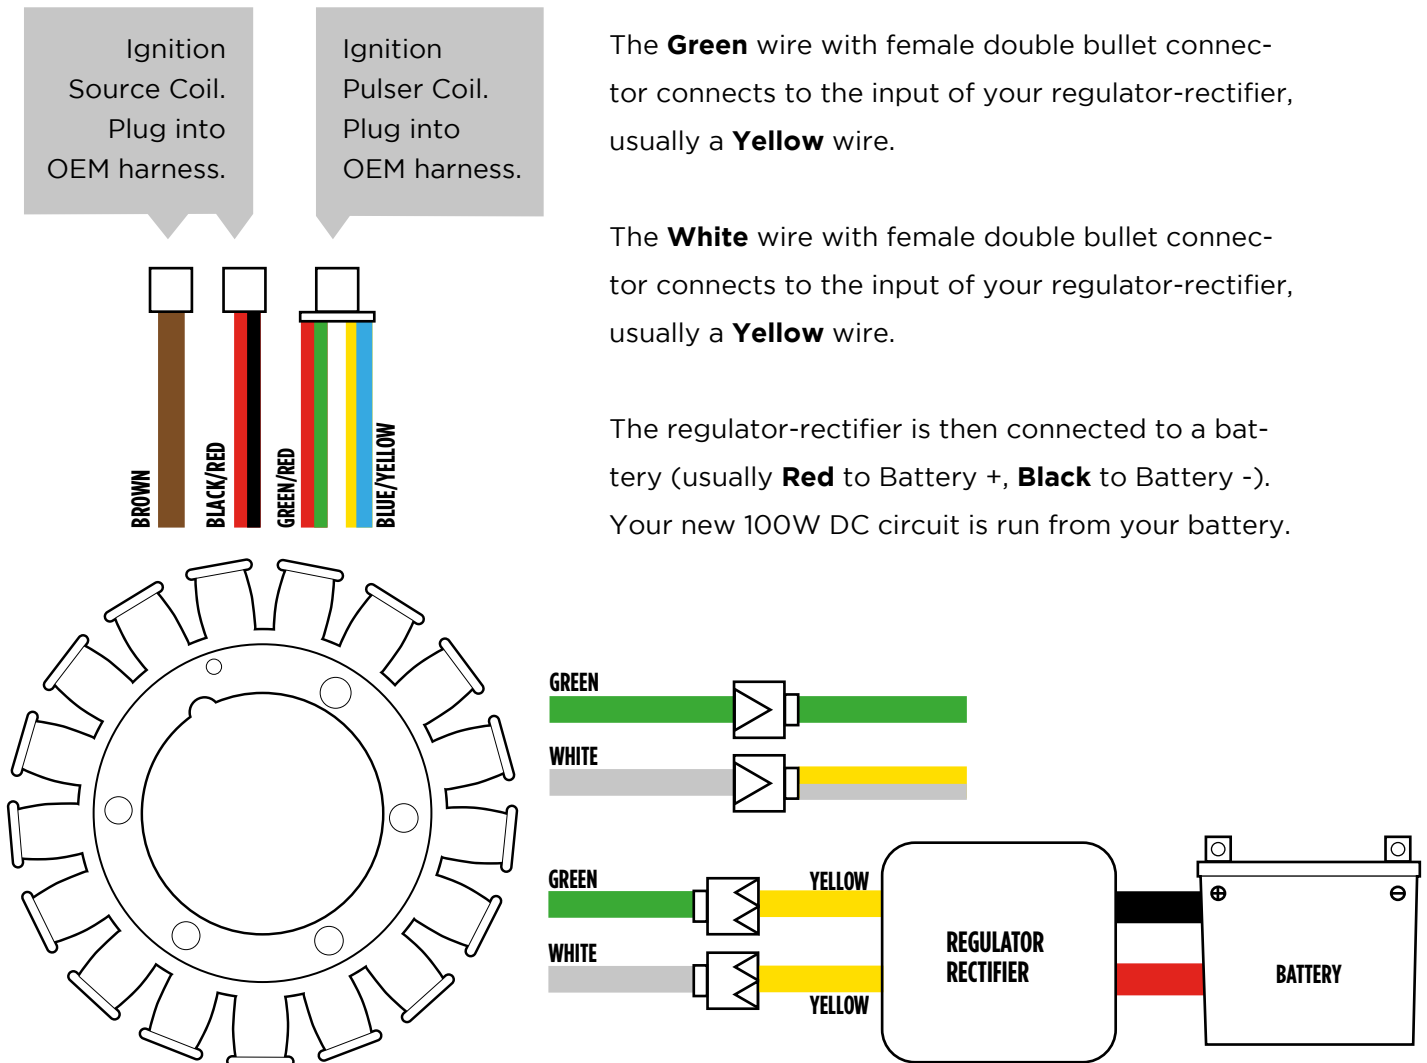 Ignition
Source Coil.
Plug into
OEM harness.
Ignition
Pulser Coil.
Plug into
OEM harness.
The Green wire with female double bullet connec-
tor connects to the input of your regulator-rectifier,
usually a Yellow wire.
The White wire with female double bullet connec-
tor connects to the input of your regulator-rectifier,
usually a Yellow wire.
The regulator-rectifier is then connected to a bat-
tery (usually Red to Battery +, Black to Battery -).
Your new 100W DC circuit is run from your battery.
BROWN
BLACK/RED
GREEN/RED
BLUE/YELLOW
GREEN
WHITE
GREEN
YELLOW
WHITE
YELLOW
REGULATOR
RECTIFIER
BATTERY